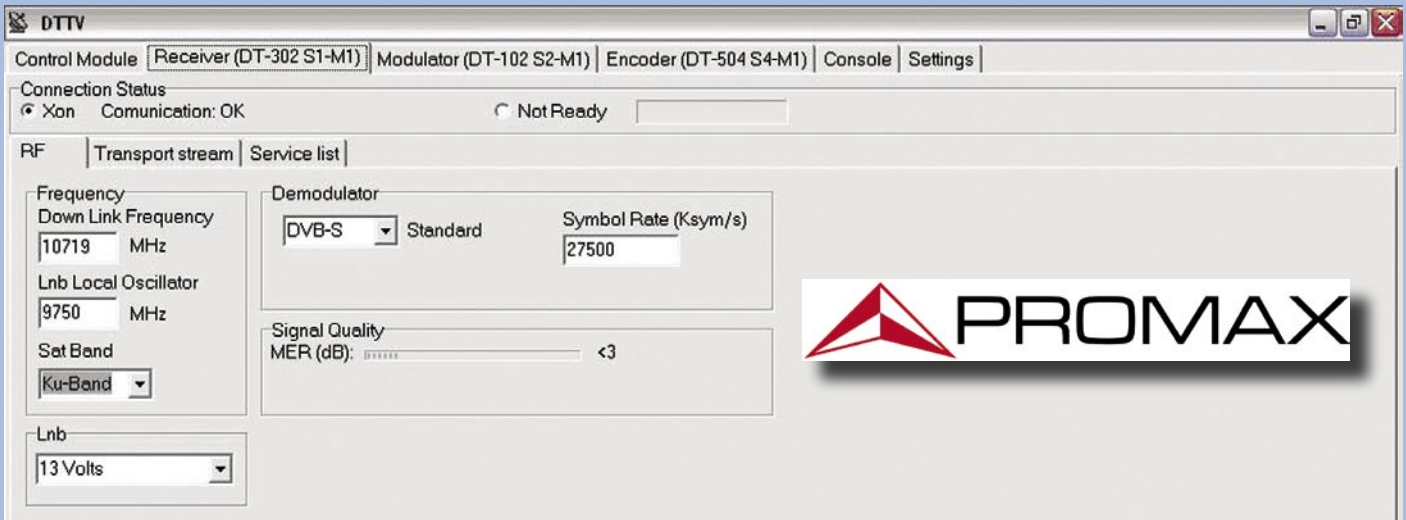 DTTV
Control Module Receiver (DT-302 S1-M1) Modulator (DT-102 S2-M1) Encoder (DT-504 S4-M1) Console Settings
Connection Status
Xon Comunication: OK Not Ready
RF Transport stream Service list
Frequency
Down Link Frequency
10719 MHz
Lnb Local Oscillator
9750 MHz
Sat Band
Ku-Band
Lnb
13 Volts
Demodulator
DVB-S Standard
Symbol Rate (Ksym/s)
27500
Signal Quality
MER (dB): <3
PROMAX